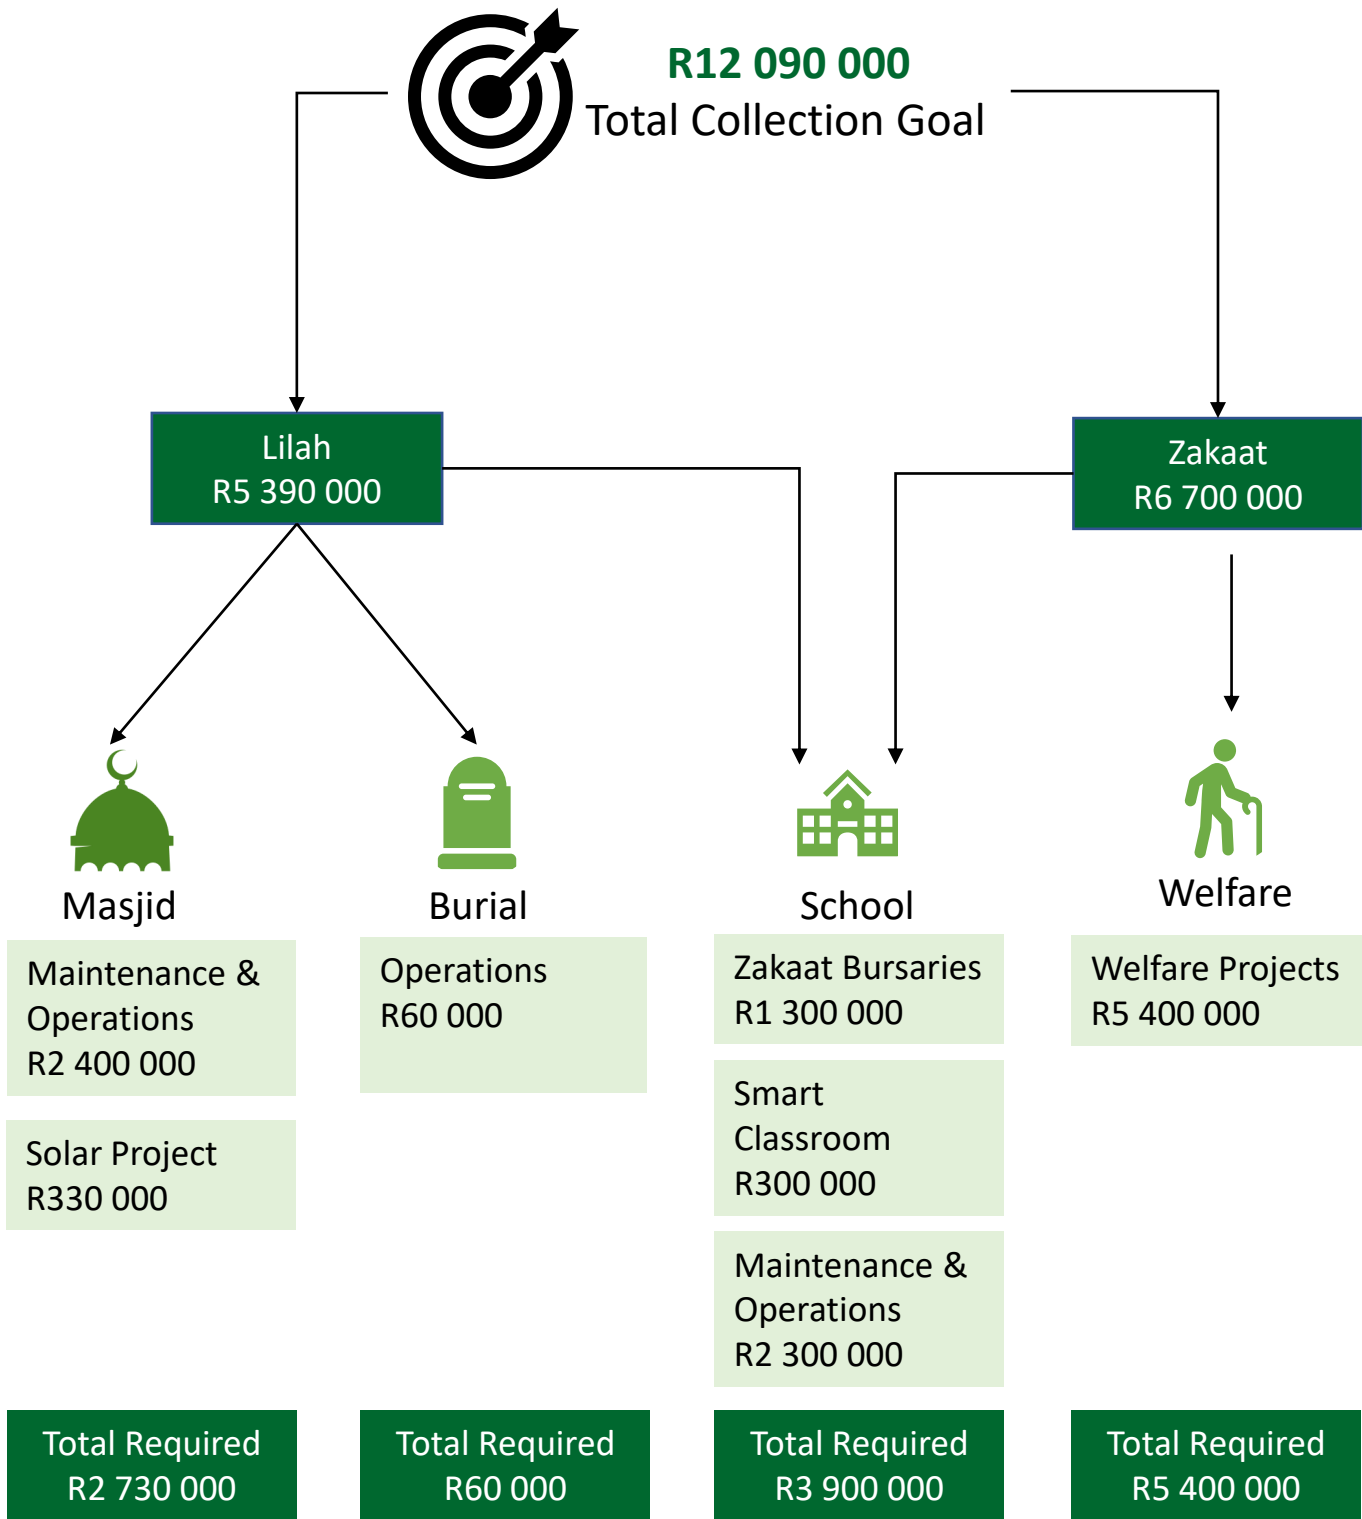 R12 090 000
Total Collection Goal
Lilah
R5 390 000
Zakaat
R6 700 000
Masjid
Maintenance &
Operations
R2 400 000
Solar Project
R330 000
Total Required
R2 730 000
Burial
Operations
R60 000
Total Required
R60 000
School
Zakaat Bursaries
R1 300 000
Smart
Classroom
R300 000
Maintenance &
Operations
R2 300 000
Total Required
R3 900 000
Welfare
Welfare Projects
R5 400 000
Total Required
R5 400 000